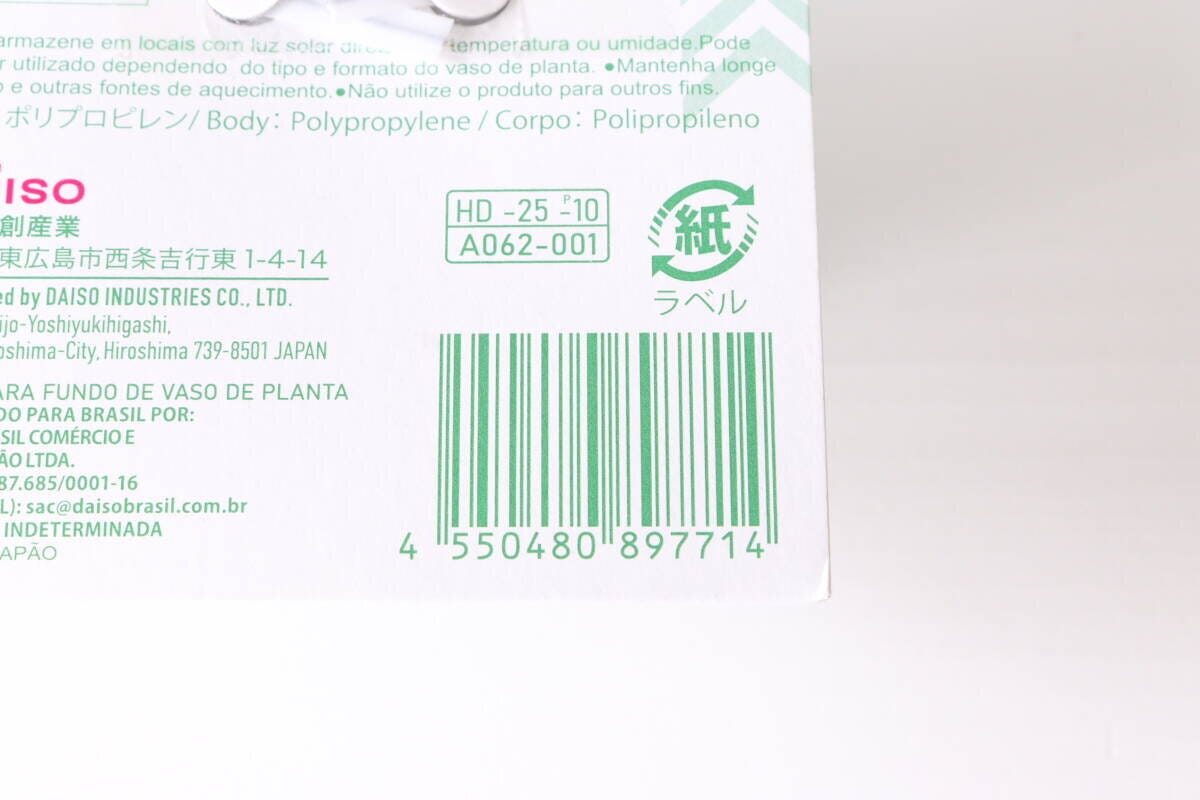 armazene em locais com luz solar temperatura ou umidade.Pode
r utilizado dependendo do tipo e formato do vaso de planta. ●Mantenha longe
o e outras fontes de aquecimento.●Não utilize o produto para outros fins.
ポリプロピレン/ Body: Polypropylene / Corpo: Polipropileno
ISO
創産業
東広島市西条吉行東1-4-14
ed by DAISO INDUSTRIES CO., LTD.
ijo-Yoshiyukihigashi,
oshima-City, Hiroshima 739-8501 JAPAN
ARA FUNDO DE VASO DE PLANTA
DO PARA BRASIL POR:
SIL COMÉRCIO E
ÃO LTDA.
87.685/0001-16
L): sac@daisobrasil.com.br
INDETERMINADA
APÃO
HD -25 P-10
A062-001
紙
ラベル
4 550480 897714